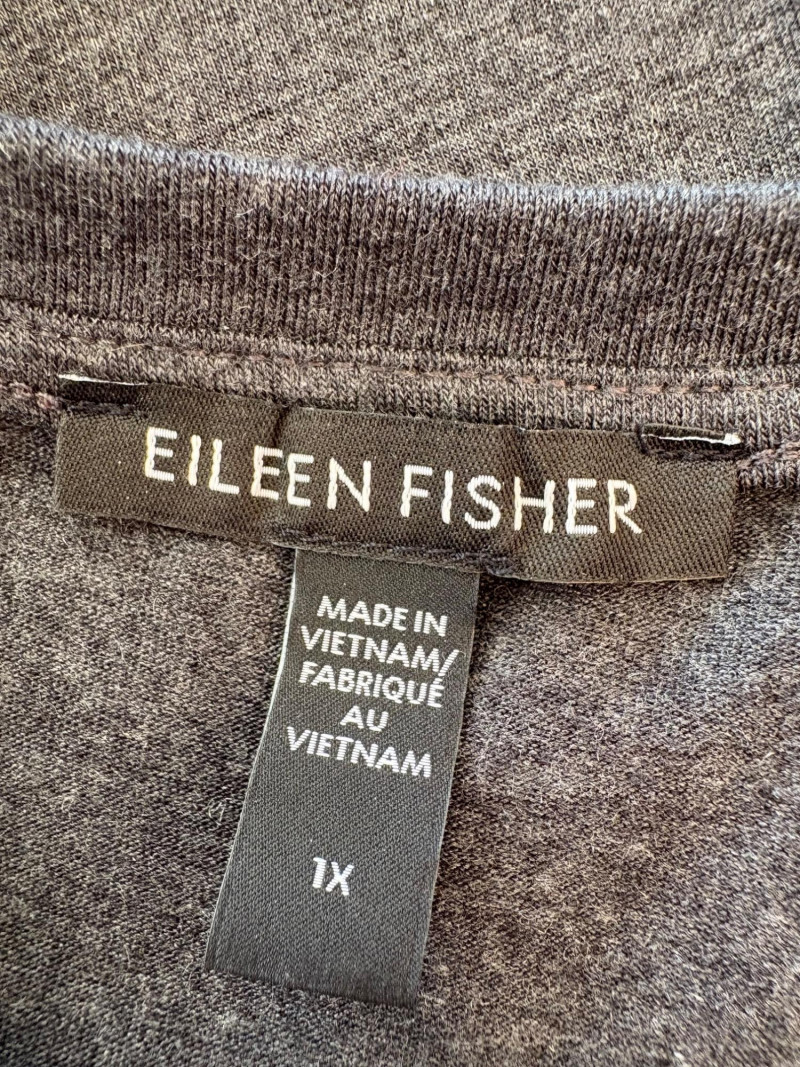 EILEEN FISHER
MADE IN
VIETNAM/
FABRIQUÉ
AU
VIETNAM
1X